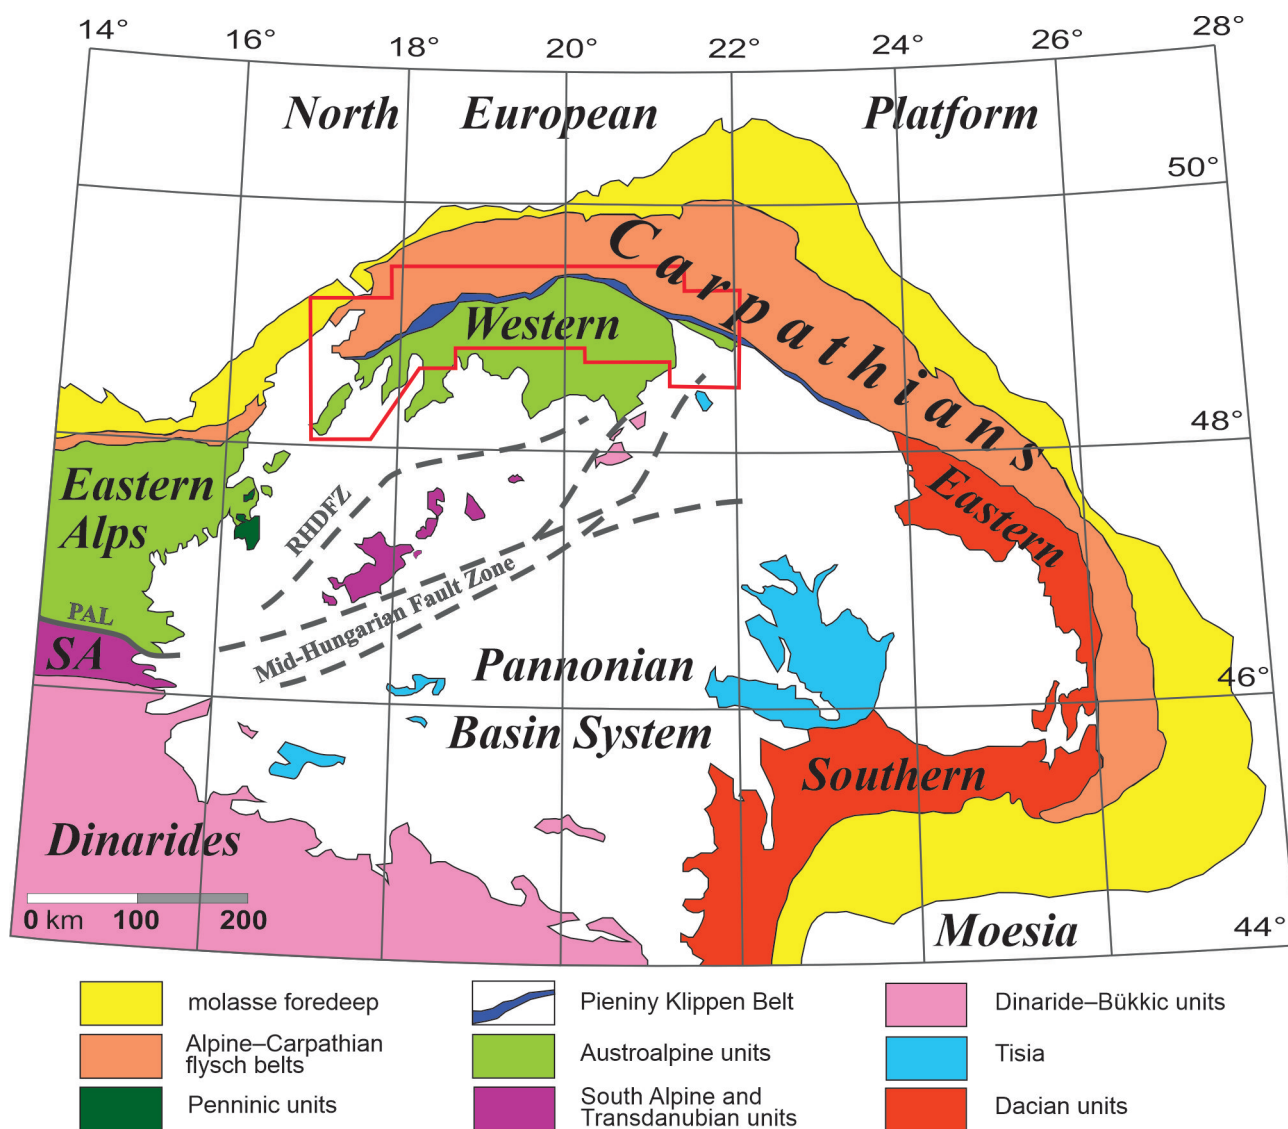 14° 16° 18° 20° 22° 24° 26° 28°
North European Platform
50°
Carpathians
Western
48°
Eastern
Alps
Eastern
RHDFZ
Mid-Hungarian Fault Zone
PAL
SA
Pannonian
46°
Basin System
Southern
Dinarides
0 km 100 200
Moesia
44°
molasse foredeep
Alpine–Carpathian
flysch belts
Penninic units
Pieniny Klippen Belt
Austroalpine units
South Alpine and
Transdanubian units
Dinaride–Bükkic units
Tisia
Dacian units